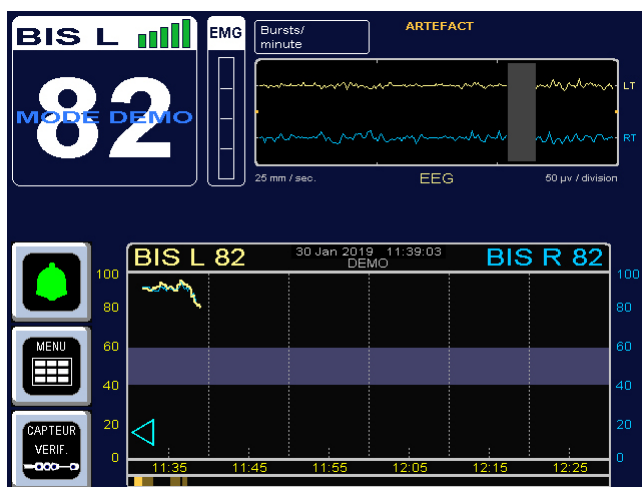 BIS L
EMG
Bursts/
minute
ARTEFACT
82
MODE DEMO
LT
RT
25 mm / sec.
EEG
50 µv / division
BIS L 82
30 Jan 2019 11:39:03
DEMO
BIS R 82
100
80
60
40
20
0
100
80
60
40
20
0
MENU
CAPTEUR
VERIF.
11:35
11:45
11:55
12:05
12:15
12:25